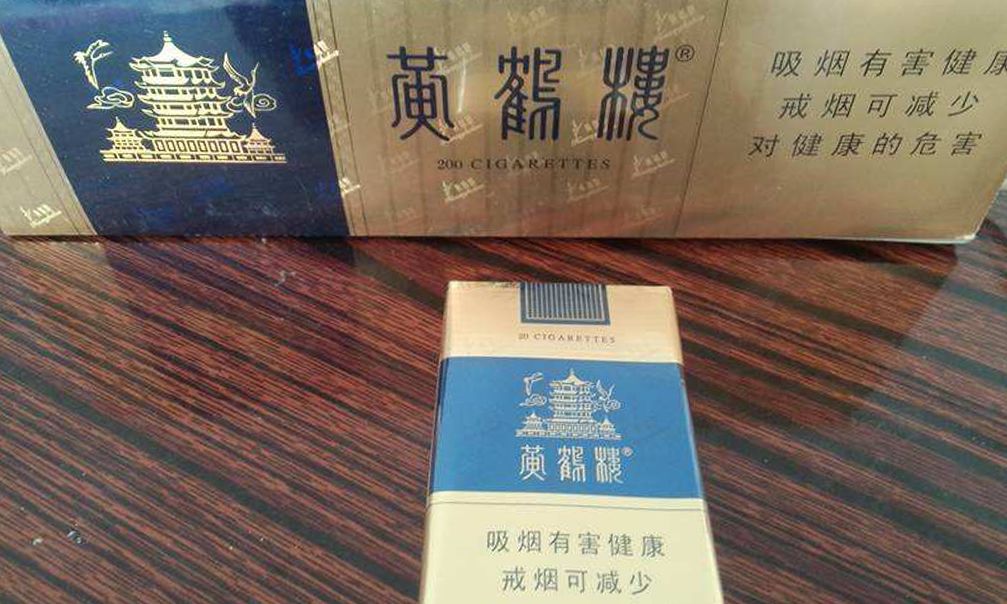 黄鹤楼®
200 CIGARETTES
吸烟有害健康
戒烟可减少
对健康的危害
20 CIGARETTES
黄鹤楼®
吸烟有害健康
戒烟可减少